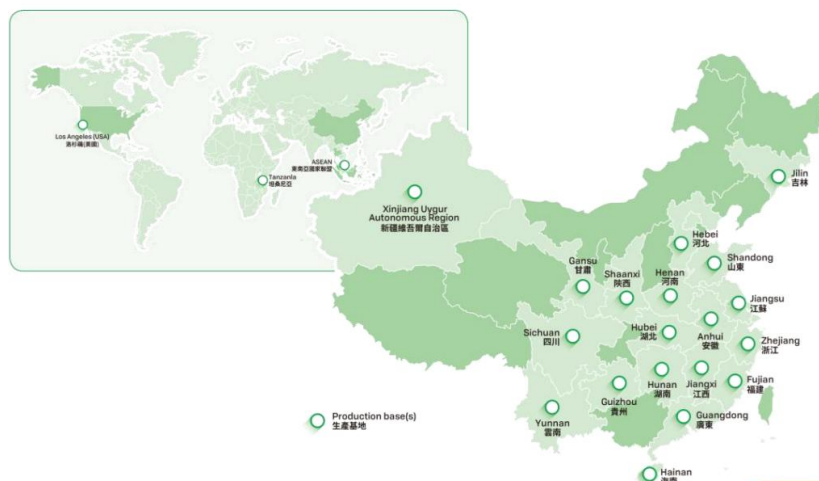 Los Angeles (USA)
洛杉磯(美國)
Tanzania
坦桑尼亞
ASEAN
東南亞國家聯盟
Xinjiang Uygur
Autonomous Region
新疆維吾爾自治區
Jilin
吉林
Hebei
河北
Shandong
山東
Gansu
甘肅
Shaanxi
陝西
Henan
河南
Jiangsu
江蘇
Sichuan
四川
Hubei
湖北
Anhui
安徽
Zhejiang
浙江
Guizhou
貴州
Hunan
湖南
Jiangxi
江西
Fujian
福建
Yunnan
雲南
Guangdong
廣東
Production base(s)
生產基地
Hainan